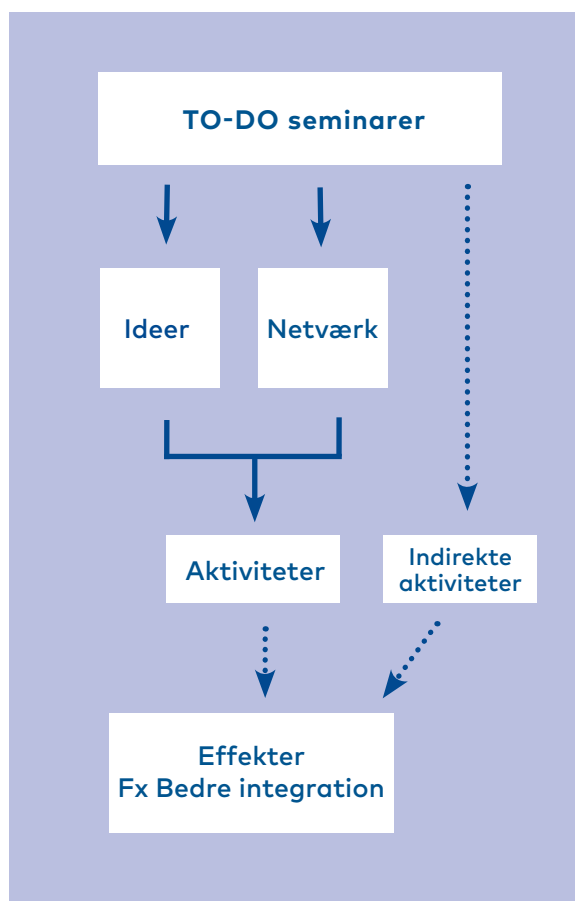 TO-DO seminarer
Ideer
Netværk
Aktiviteter
Indirekte
aktiviteter
Effekter
Fx Bedre integration